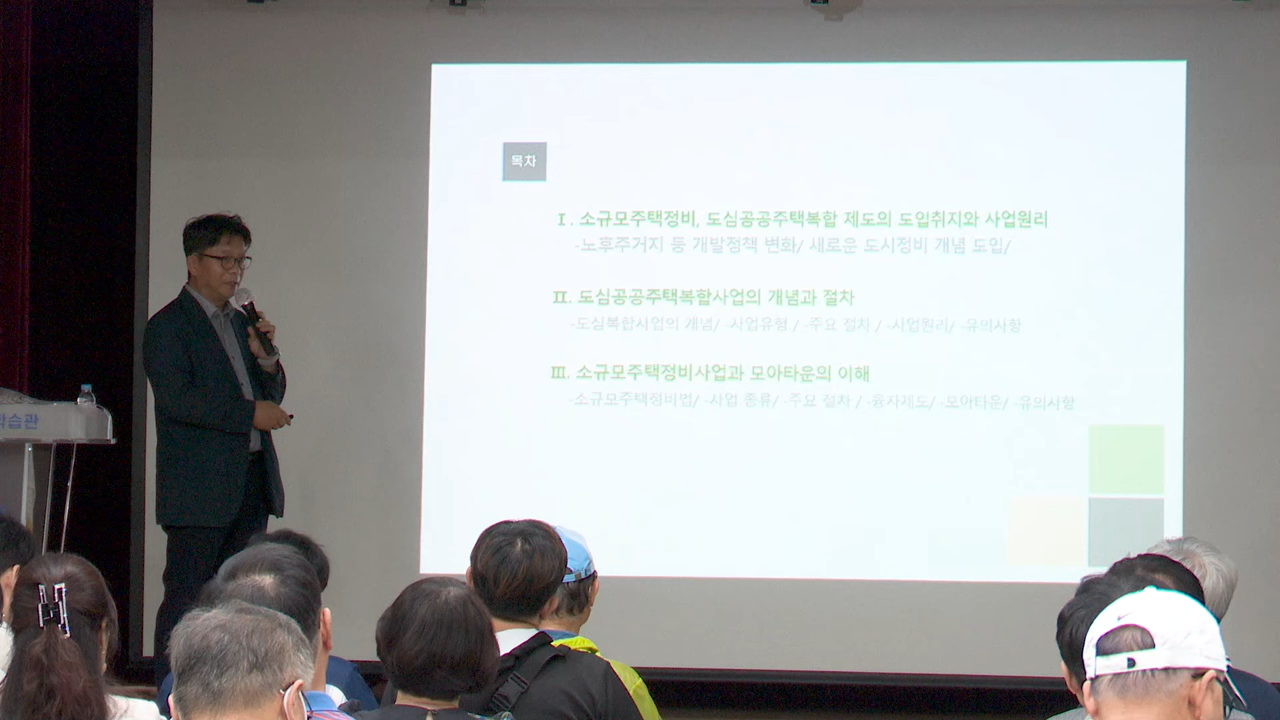 목차
Ⅰ. 소규모주택정비, 도심공공주택복합 제도의 도입취지와 사업원리
-노후주거지 등 개발정책 변화/ 새로운 도시정비 개념 도입/
Ⅱ. 도심공공주택복합사업의 개념과 절차
-도심복합사업의 개념/ -사업유형 / -주요 절차 / -사업원리/ -유의사항
Ⅲ. 소규모주택정비사업과 모아타운의 이해
-소규모주택정비법/ -사업 종류/ -주요 절차 / -융자제도/ -모아타운/ -유의사항
학습관